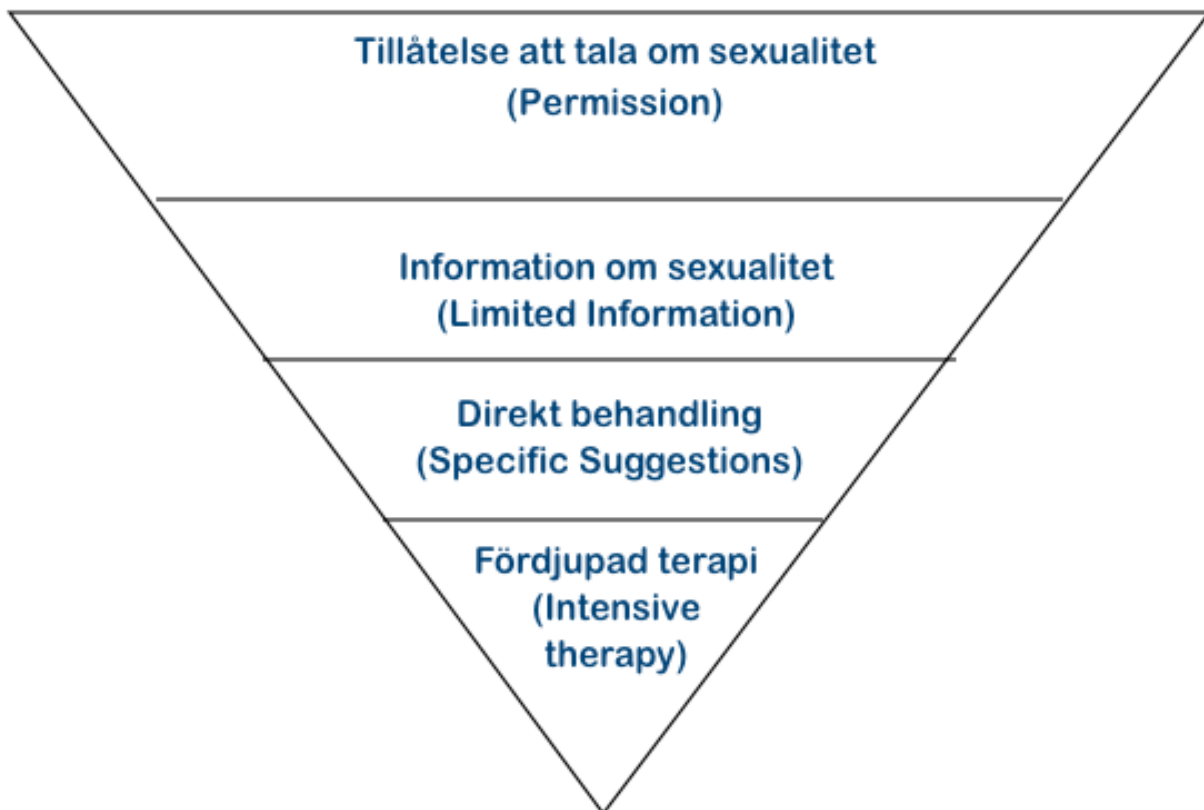 Tillåtelse att tala om sexualitet
(Permission)
Information om sexualitet
(Limited Information)
Direkt behandling
(Specific Suggestions)
Fördjupad terapi
(Intensive
therapy)